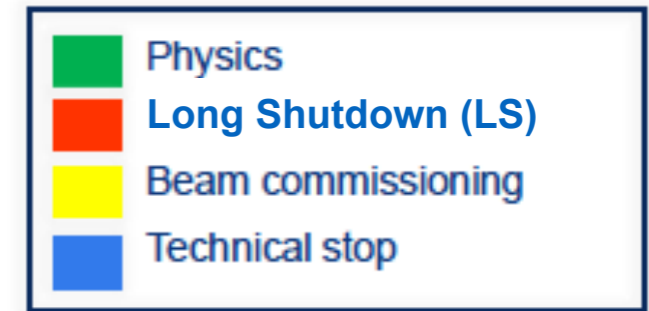 Physics
Long Shutdown (LS)
Beam commissioning
Technical stop